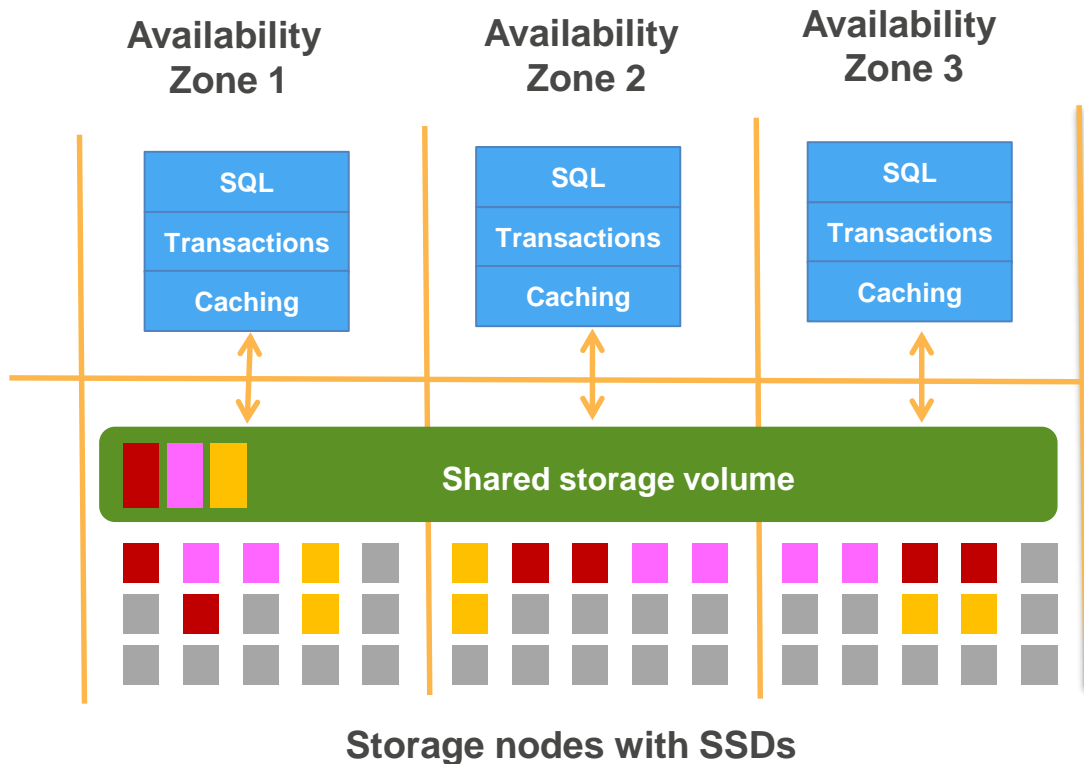 Availability
Zone 1
Availability
Zone 2
Availability
Zone 3
SQL
Transactions
Caching
SQL
Transactions
Caching
SQL
Transactions
Caching
Shared storage volume
Storage nodes with SSDs